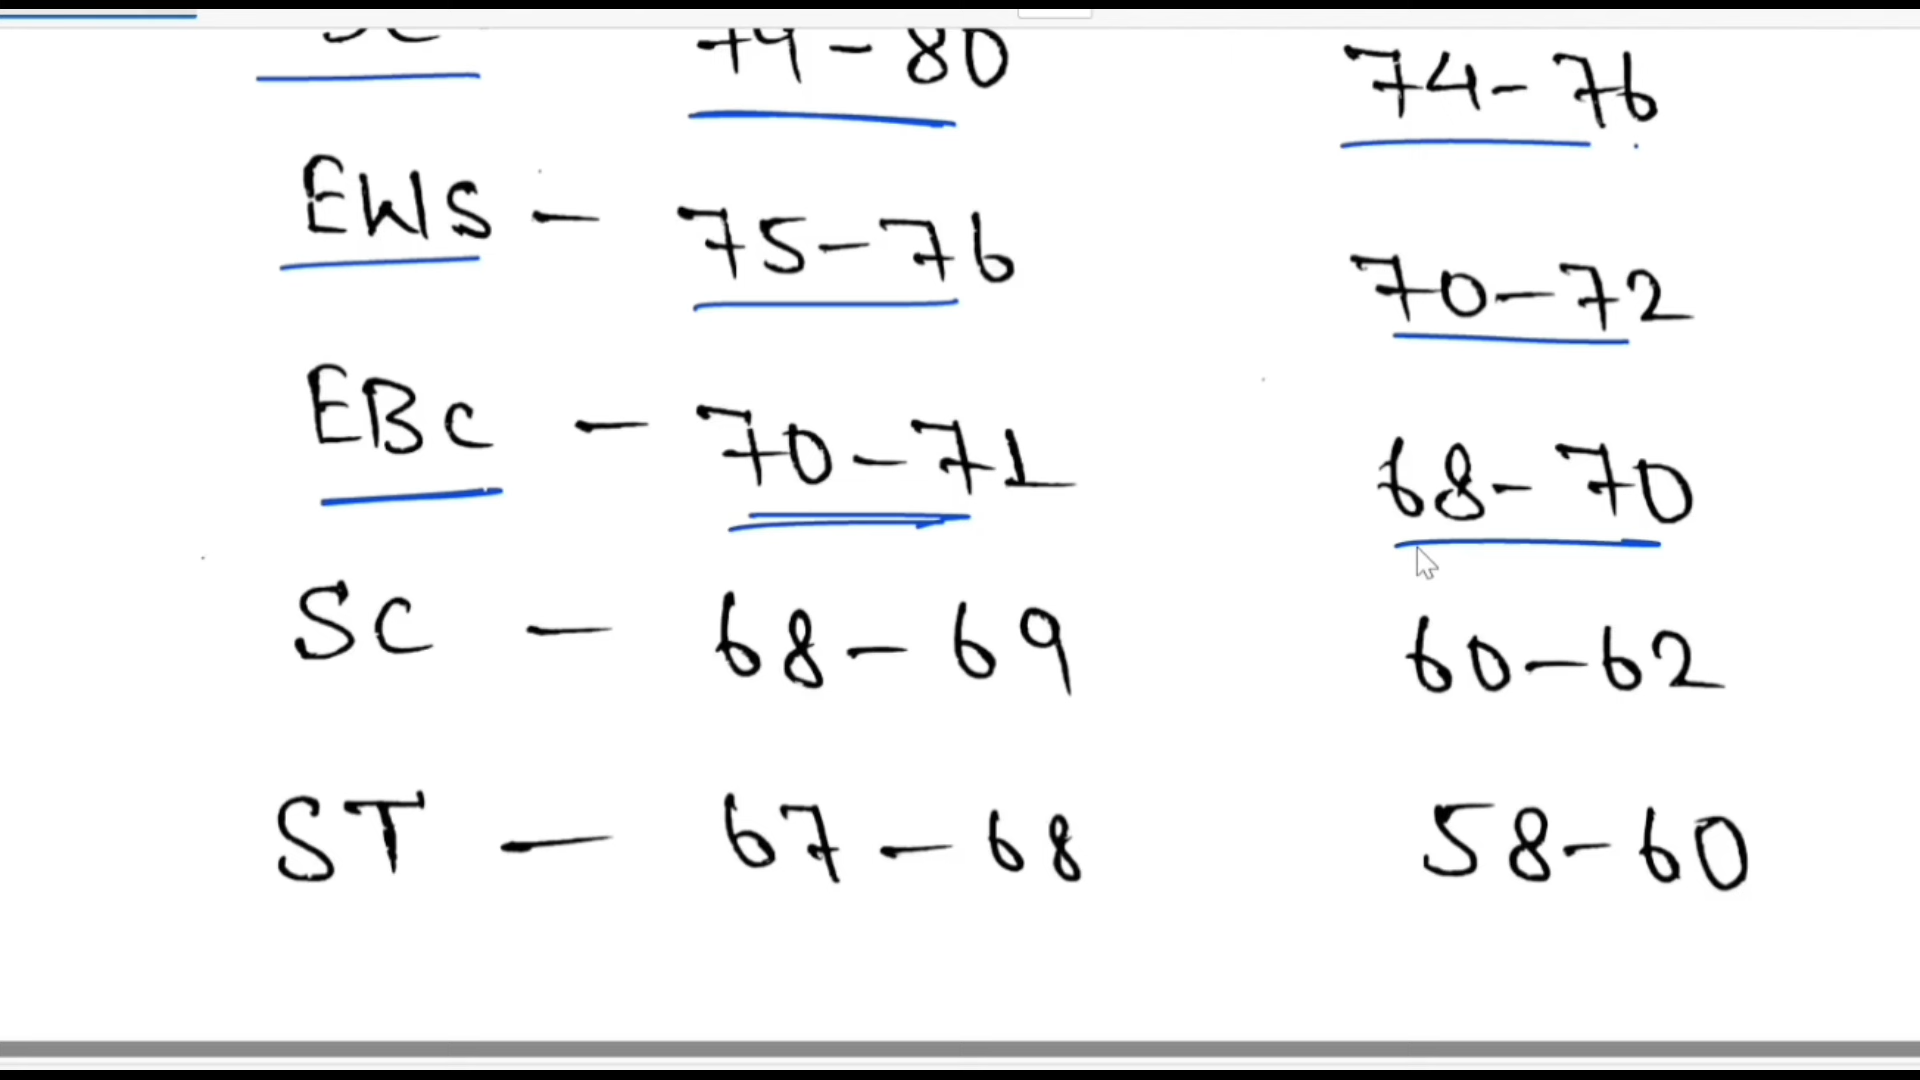 79-80 74-76
EWS - 75-76 70-72
EBC - 70-71 68-70
SC - 68-69 60-62
ST - 67-68 58-60